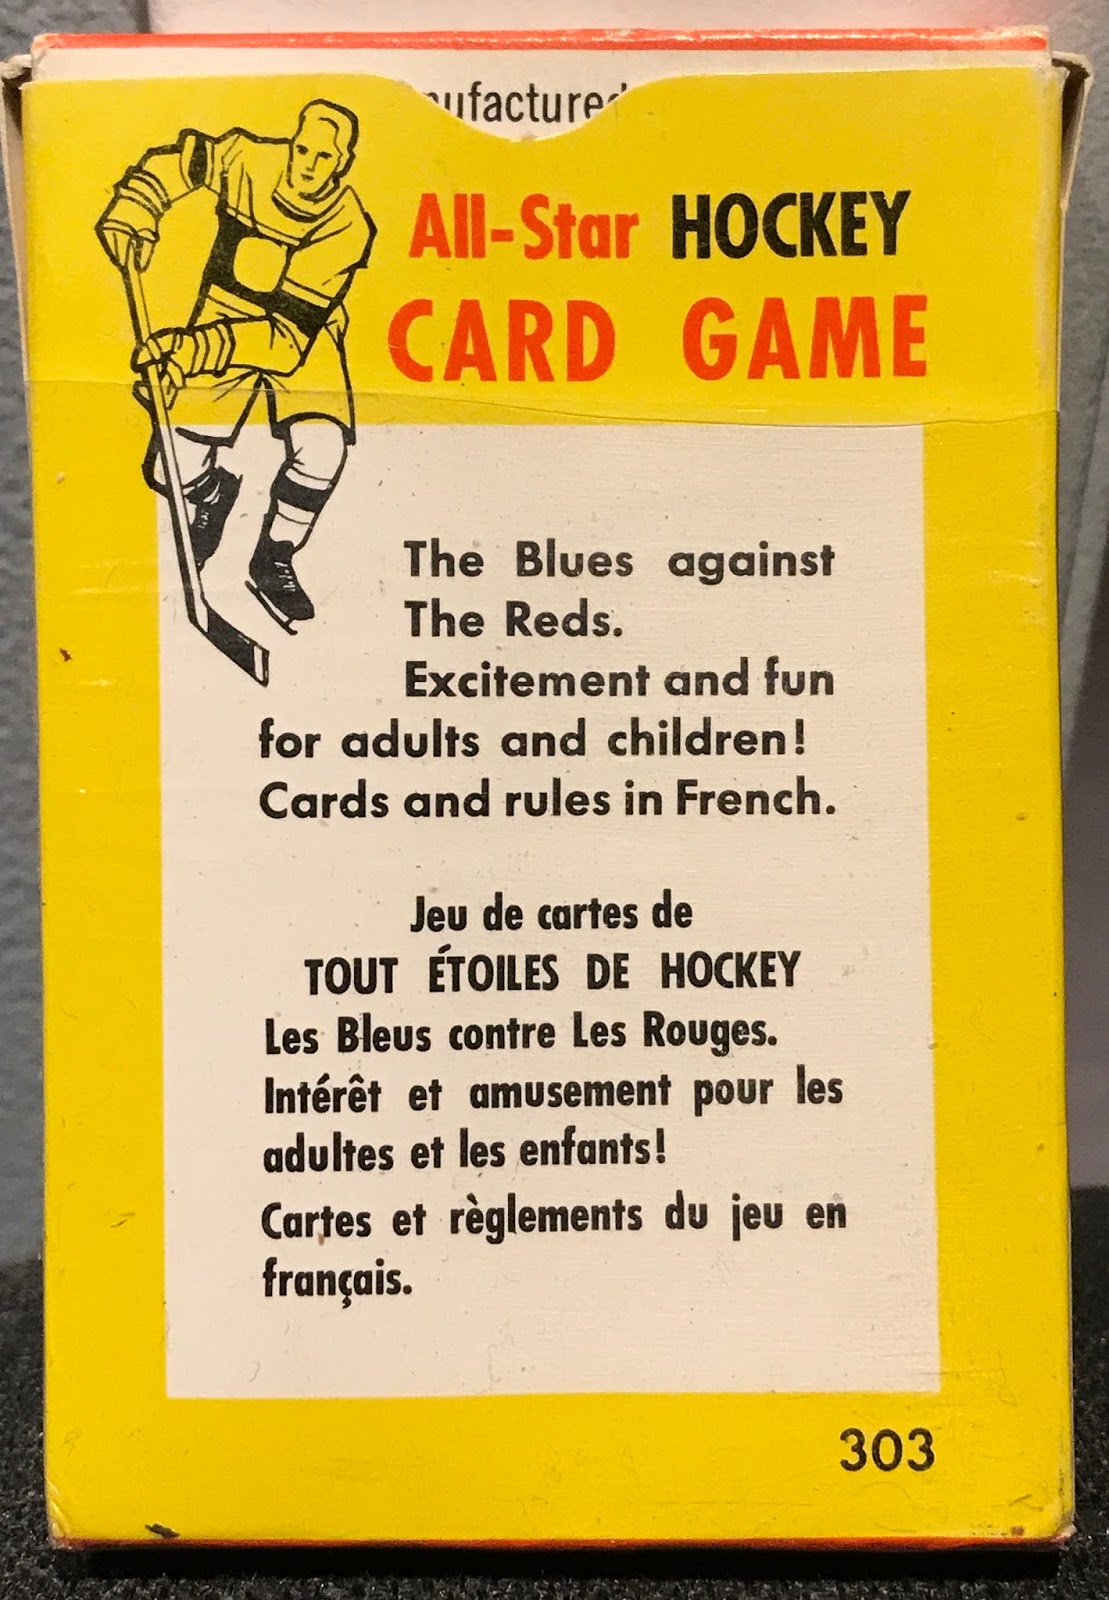 All-Star HOCKEY
CARD GAME
The Blues against
The Reds.
Excitement and fun
for adults and children!
Cards and rules in French.
Jeu de cartes de
TOUT ÉTOILES DE HOCKEY
Les Bleus contre Les Rouges.
Intérêt et amusement pour les
adultes et les enfants!
Cartes et règlements du jeu en
français.
303